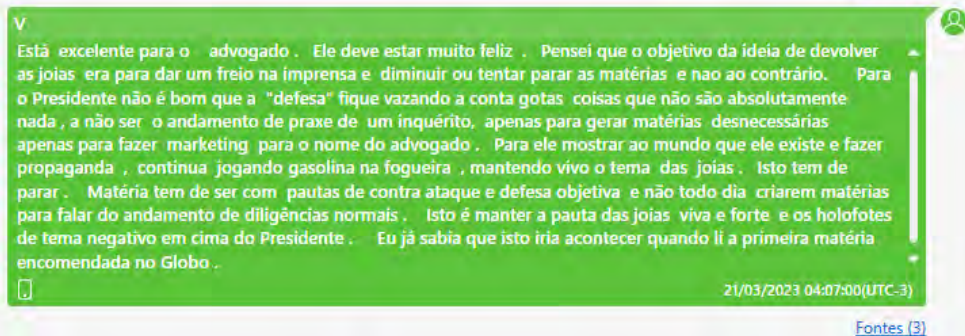 V
Está excelente para o advogado . Ele deve estar muito feliz . Pensei que o objetivo da ideia de devolver
as joias era para dar um freio na imprensa e diminuir ou tentar parar as matérias e nao ao contrário. Para
o Presidente não é bom que a "defesa" fique vazando a conta gotas coisas que não são absolutamente
nada , a não ser o andamento de praxe de um inquérito, apenas para gerar matérias desnecessárias
apenas para fazer marketing para o nome do advogado . Para ele mostrar ao mundo que ele existe e fazer
propaganda , continua jogando gasolina na fogueira , mantendo vivo o tema das joias . Isto tem de
parar . Matéria tem de ser com pautas de contra ataque e defesa objetiva e não todo dia criarem matérias
para falar do andamento de diligências normais . Isto é manter a pauta das joias viva e forte e os holofotes
de tema negativo em cima do Presidente . Eu já sabia que isto iria acontecer quando li a primeira matéria
encomendada no Globo .
21/03/2023 04:07:00(UTC-3)
Fontes (3)